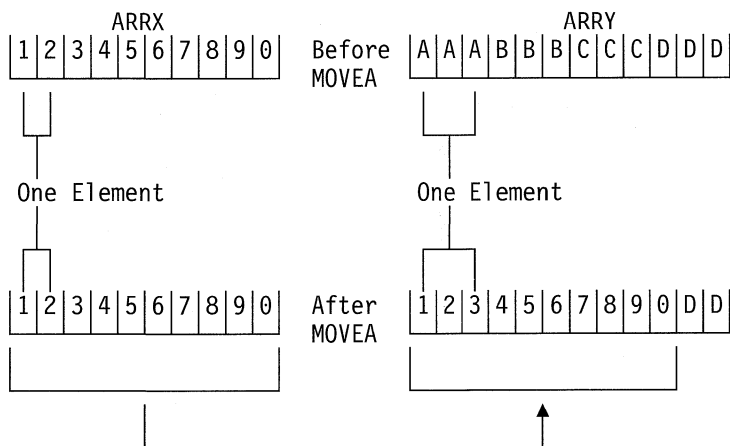 ARRX ARRY
1 2 3 4 5 6 7 8 9 0 Before A A A B B B C C C D D D
MOVEA
One Element One Element
1 2 3 4 5 6 7 8 9 0 After 1 2 3 4 5 6 7 8 9 0 D D
MOVEA